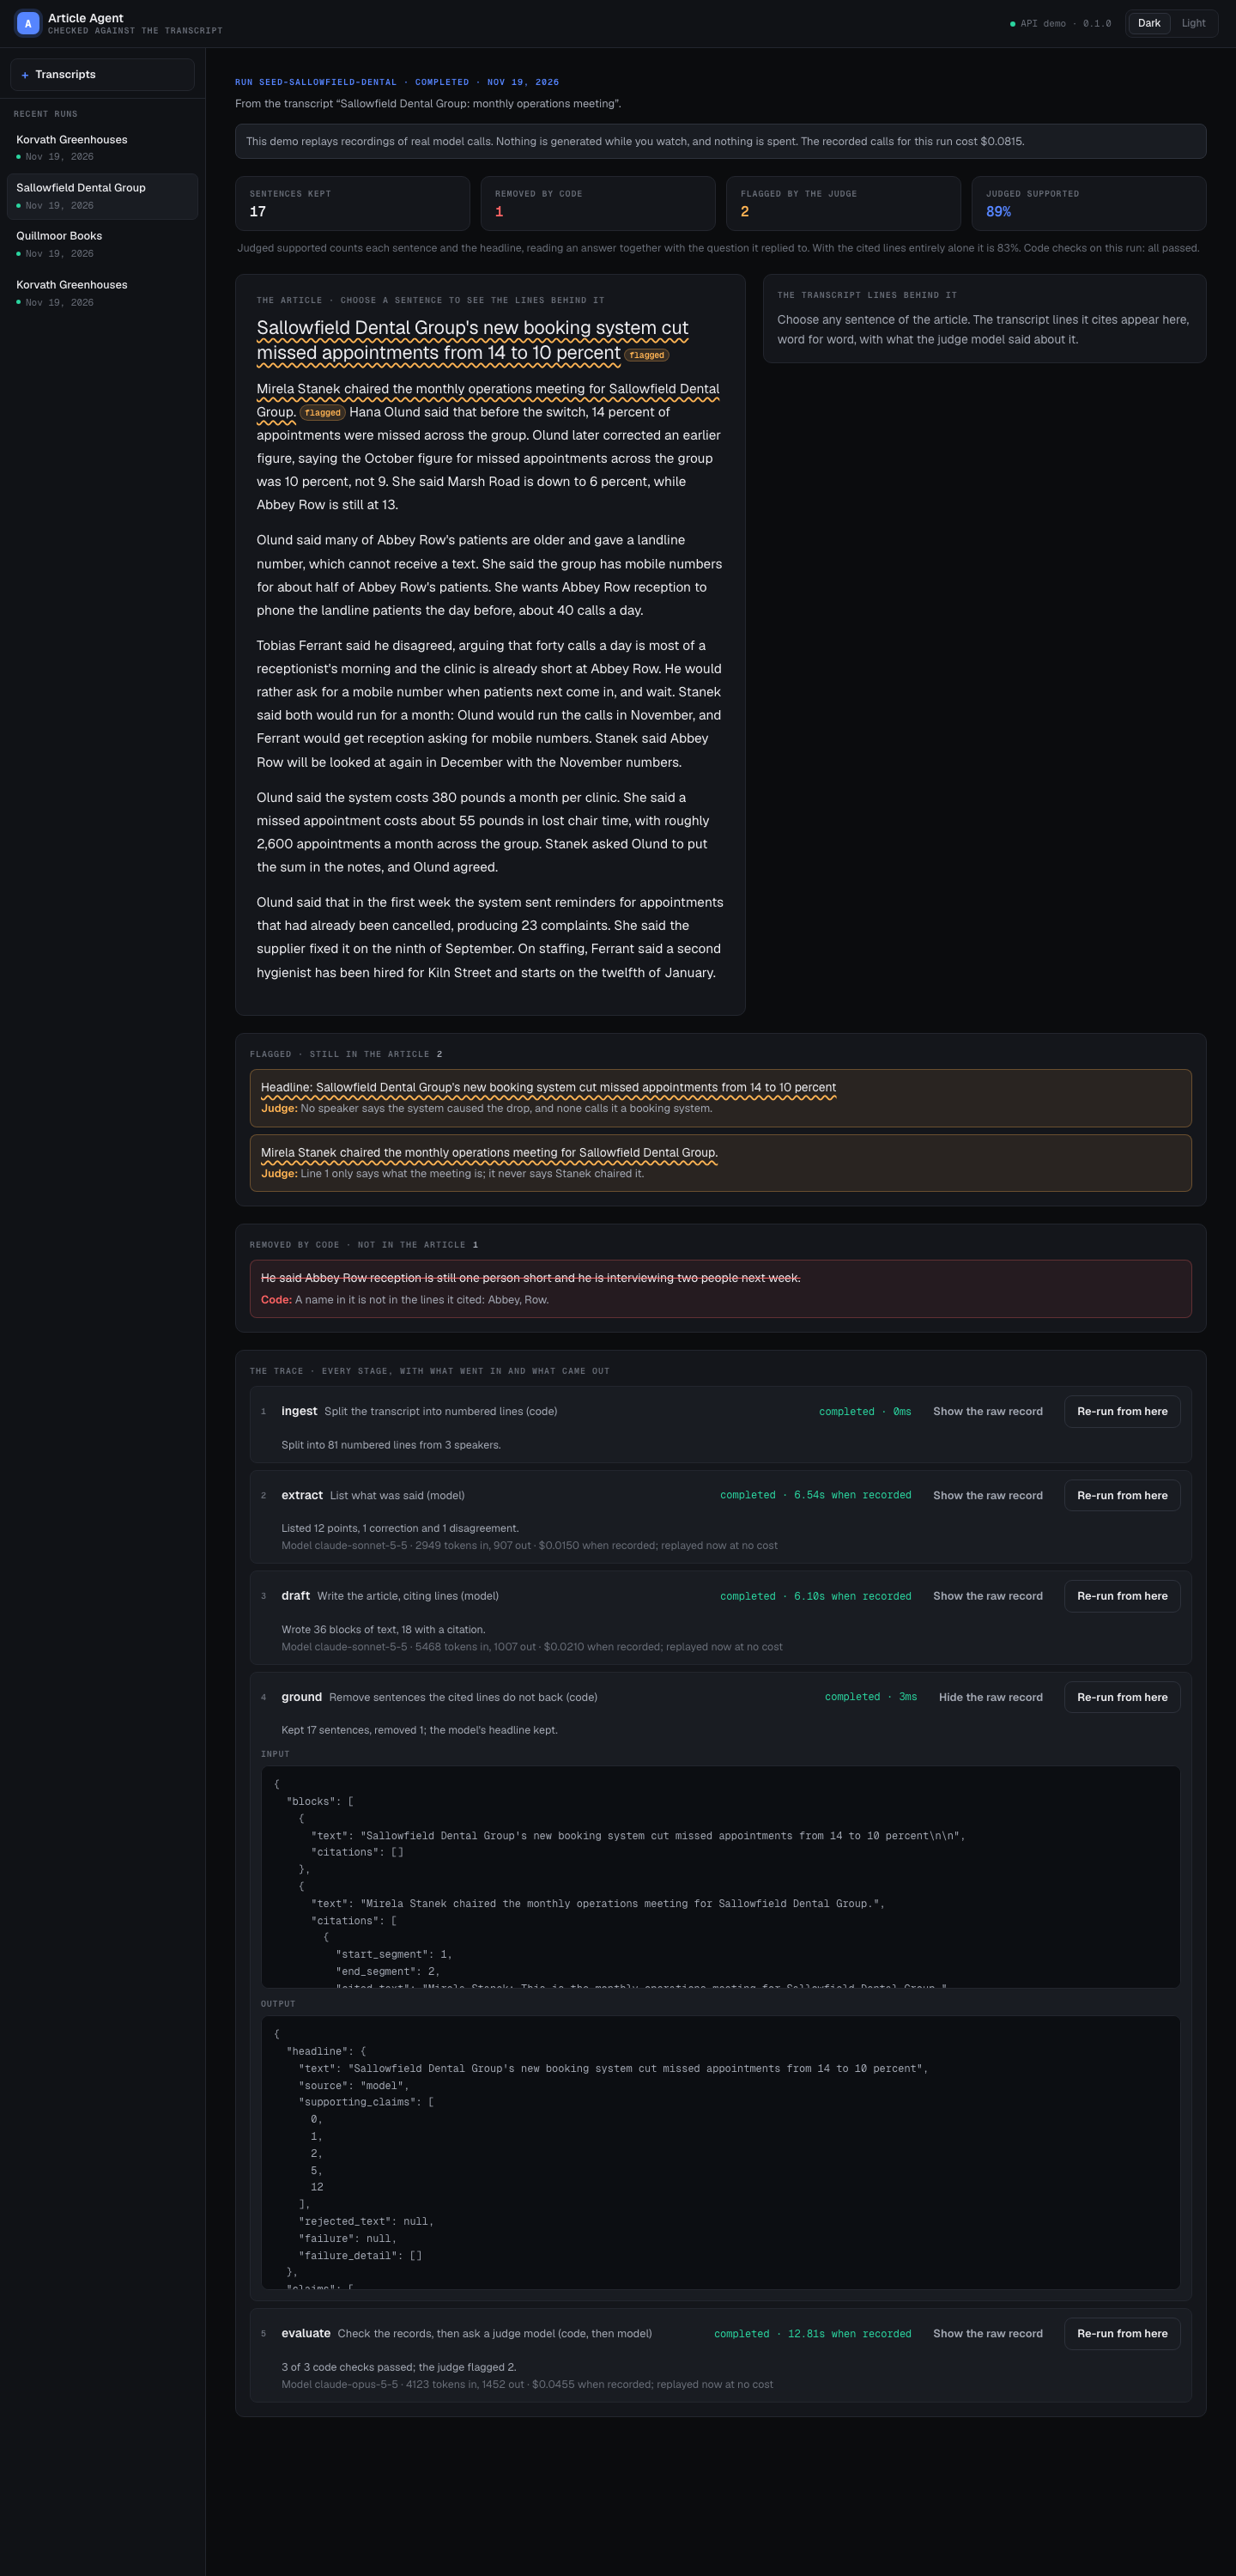 A
Article Agent
CHECKED AGAINST THE TRANSCRIPT
API demo · 0.1.0
Dark
Light
+ Transcripts
RECENT RUNS
Korvath Greenhouses
Nov 19, 2026
Sallowfield Dental Group
Nov 19, 2026
Quillmoor Books
Nov 19, 2026
Korvath Greenhouses
Nov 19, 2026
RUN SEED-SALLOWFIELD-DENTAL · COMPLETED · NOV 19, 2026
From the transcript “Sallowfield Dental Group: monthly operations meeting”.
This demo replays recordings of real model calls. Nothing is generated while you watch, and nothing is spent. The recorded calls for this run cost $0.0815.
SENTENCES KEPT
17
REMOVED BY CODE
1
FLAGGED BY THE JUDGE
2
JUDGED SUPPORTED
89%
Judged supported counts each sentence and the headline, reading an answer together with the question it replied to. With the cited lines entirely alone it is 83%. Code checks on this run: all passed.
THE ARTICLE · CHOOSE A SENTENCE TO SEE THE LINES BEHIND IT
Sallowfield Dental Group's new booking system cut
missed appointments from 14 to 10 percent flagged
Mirela Stanek chaired the monthly operations meeting for Sallowfield Dental
Group. flagged Hana Olund said that before the switch, 14 percent of
appointments were missed across the group. Olund later corrected an earlier
figure, saying the October figure for missed appointments across the group
was 10 percent, not 9. She said Marsh Road is down to 6 percent, while
Abbey Row is still at 13.
Olund said many of Abbey Row's patients are older and gave a landline
number, which cannot receive a text. She said the group has mobile numbers
for about half of Abbey Row's patients. She wants Abbey Row reception to
phone the landline patients the day before, about 40 calls a day.
Tobias Ferrant said he disagreed, arguing that forty calls a day is most of a
receptionist's morning and the clinic is already short at Abbey Row. He would
rather ask for a mobile number when patients next come in, and wait. Stanek
said both would run for a month: Olund would run the calls in November, and
Ferrant would get reception asking for mobile numbers. Stanek said Abbey
Row will be looked at again in December with the November numbers.
Olund said the system costs 380 pounds a month per clinic. She said a
missed appointment costs about 55 pounds in lost chair time, with roughly
2,600 appointments a month across the group. Stanek asked Olund to put
the sum in the notes, and Olund agreed.
Olund said that in the first week the system sent reminders for appointments
that had already been cancelled, producing 23 complaints. She said the
supplier fixed it on the ninth of September. On staffing, Ferrant said a second
hygienist has been hired for Kiln Street and starts on the twelfth of January.
THE TRANSCRIPT LINES BEHIND IT
Choose any sentence of the article. The transcript lines it cites appear here,
word for word, with what the judge model said about it.
FLAGGED · STILL IN THE ARTICLE 2
Headline: Sallowfield Dental Group's new booking system cut missed appointments from 14 to 10 percent
Judge: No speaker says the system caused the drop, and none calls it a booking system.
Mirela Stanek chaired the monthly operations meeting for Sallowfield Dental Group.
Judge: Line 1 only says what the meeting is; it never says Stanek chaired it.
REMOVED BY CODE · NOT IN THE ARTICLE 1
He said Abbey Row reception is still one person short and he is interviewing two people next week.
Code: A name in it is not in the lines it cited: Abbey, Row.
THE TRACE · EVERY STAGE, WITH WHAT WENT IN AND WHAT CAME OUT
1 ingest Split the transcript into numbered lines (code) completed · 0ms Show the raw record Re-run from here
Split into 81 numbered lines from 3 speakers.
2 extract List what was said (model) completed · 6.54s when recorded Show the raw record Re-run from here
Listed 12 points, 1 correction and 1 disagreement.
Model claude-sonnet-5-5 · 2949 tokens in, 907 out · $0.0150 when recorded; replayed now at no cost
3 draft Write the article, citing lines (model) completed · 6.10s when recorded Show the raw record Re-run from here
Wrote 36 blocks of text, 18 with a citation.
Model claude-sonnet-5-5 · 5468 tokens in, 1007 out · $0.0210 when recorded; replayed now at no cost
4 ground Remove sentences the cited lines do not back (code) completed · 3ms Hide the raw record Re-run from here
Kept 17 sentences, removed 1; the model's headline kept.
INPUT
{
"blocks": [
{
"text": "Sallowfield Dental Group's new booking system cut missed appointments from 14 to 10 percent\n\n",
"citations": []
},
{
"text": "Mirela Stanek chaired the monthly operations meeting for Sallowfield Dental Group.",
"citations": [
{
"start_segment": 1,
"end_segment": 2,
"cited_text": "Mirela Stanek: This is the monthly operations meeting for Sallowfield Dental Group."
OUTPUT
{
"headline": {
"text": "Sallowfield Dental Group's new booking system cut missed appointments from 14 to 10 percent",
"source": "model",
"supporting_claims": [
0,
1,
2,
5,
12
],
"rejected_text": null,
"failure": null,
"failure_detail": []
},
"claims": [
5 evaluate Check the records, then ask a judge model (code, then model) completed · 12.81s when recorded Show the raw record Re-run from here
3 of 3 code checks passed; the judge flagged 2.
Model claude-opus-5-5 · 4123 tokens in, 1452 out · $0.0455 when recorded; replayed now at no cost